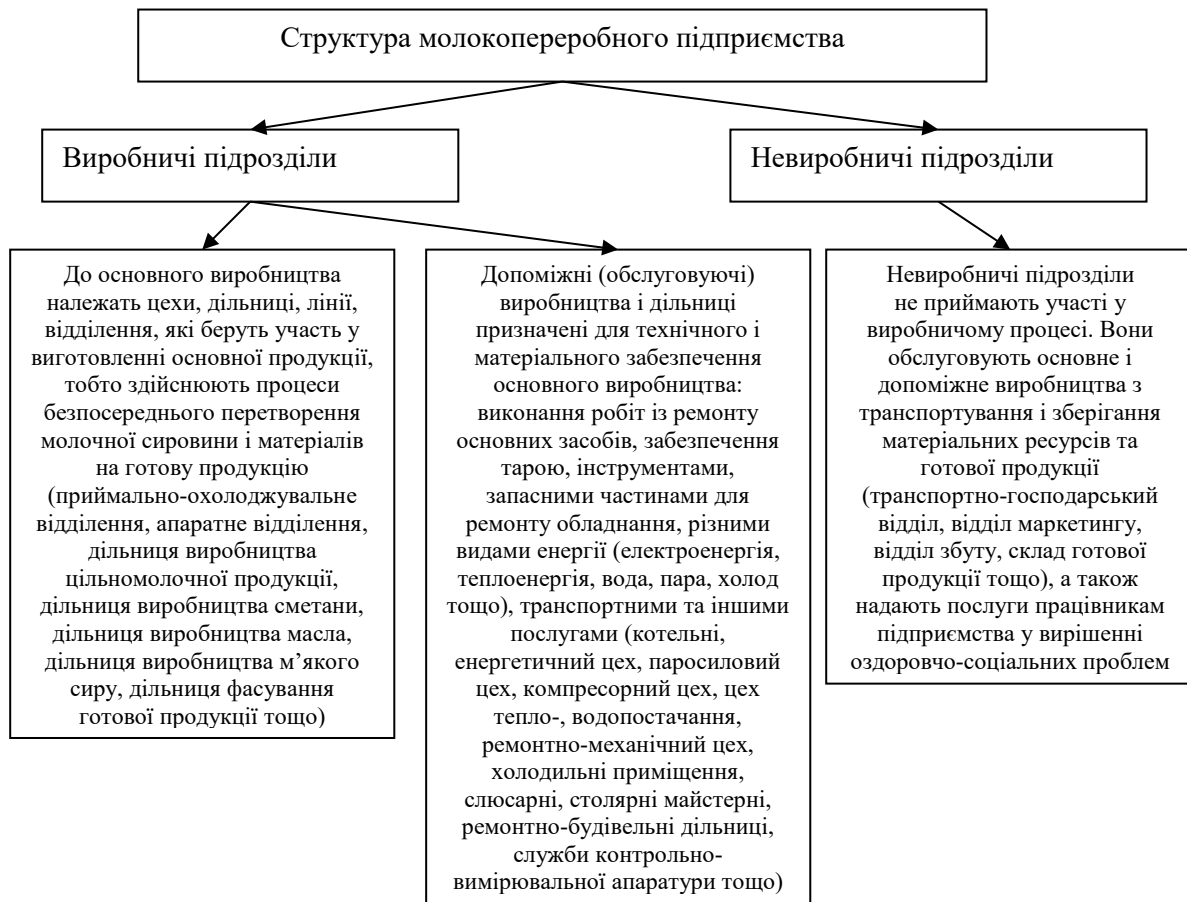 Структура молокопереробного підприємства
Виробничі підрозділи
Невиробничі підрозділи
До основного виробництва
належать цехи, дільниці, лінії,
відділення, які беруть участь у
виготовленні основної продукції,
тобто здійснюють процеси
безпосереднього перетворення
молочної сировини і матеріалів
на готову продукцію
(приймально-охолоджувальне
відділення, апаратне відділення,
дільниця виробництва
цільномолочної продукції,
дільниця виробництва сметани,
дільниця виробництва масла,
дільниця виробництва м’якого
сиру, дільниця фасування
готової продукції тощо)
Допоміжні (обслуговуючі)
виробництва і дільниці
призначені для технічного і
матеріального забезпечення
основного виробництва:
виконання робіт із ремонту
основних засобів, забезпечення
тарою, інструментами,
запасними частинами для
ремонту обладнання, різними
видами енергії (електроенергія,
теплоенергія, вода, пара, холод
тощо), транспортними та іншими
послугами (котельні,
енергетичний цех, паросиловий
цех, компресорний цех, цех
тепло-, водопостачання,
ремонтно-механічний цех,
холодильні приміщення,
слюсарні, столярні майстерні,
ремонтно-будівельні дільниці,
служби контрольно-
вимірювальної апаратури тощо)
Невиробничі підрозділи
не приймають участі у
виробничому процесі. Вони
обслуговують основне і
допоміжне виробництва з
транспортування і зберігання
матеріальних ресурсів та
готової продукції
(транспортно-господарський
відділ, відділ маркетингу,
відділ збуту, склад готової
продукції тощо), а також
надають послуги працівникам
підприємства у вирішенні
оздоровчо-соціальних проблем